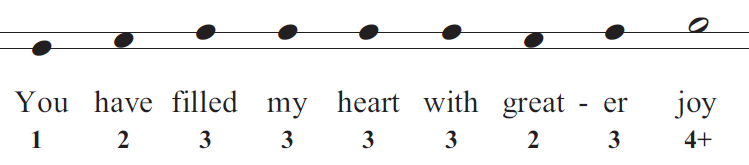 You have filled my heart with great - er joy
1 2 3 3 3 3 2 3 4+